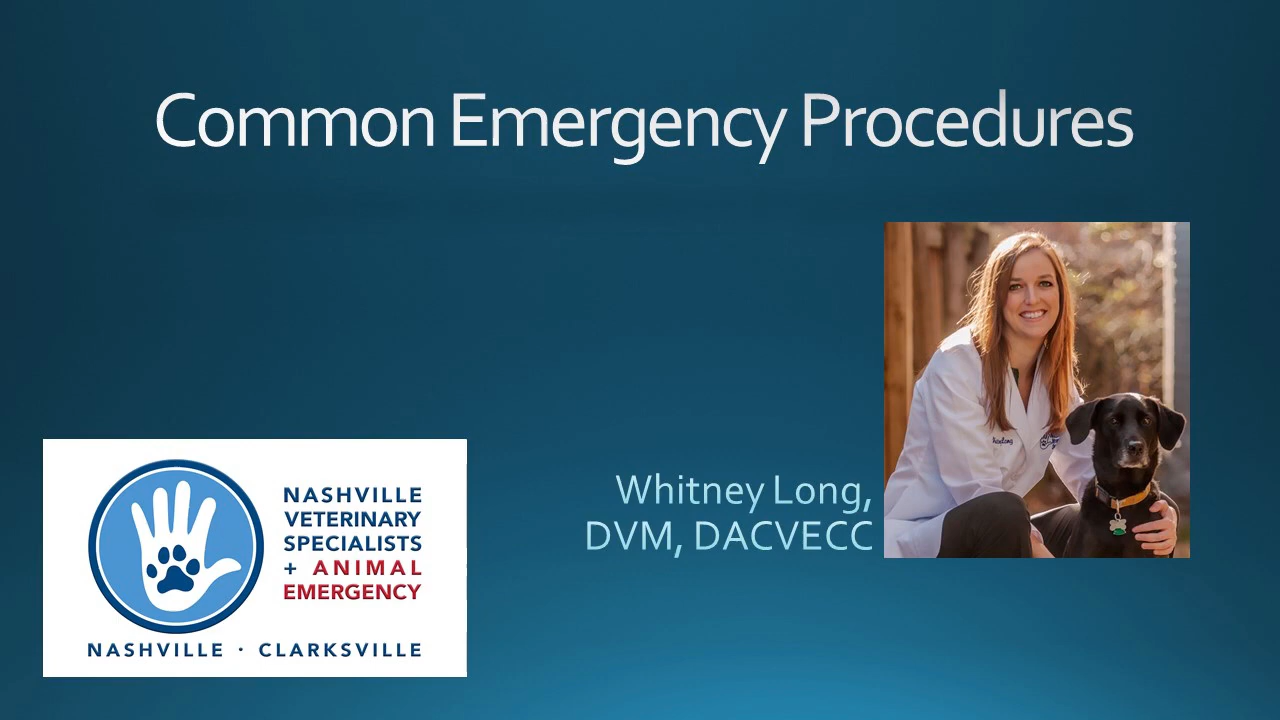 Common Emergency Procedures
Whitney Long,
DVM, DACVECC
NASHVILLE
VETERINARY
SPECIALISTS
+ ANIMAL
EMERGENCY
NASHVILLE · CLARKSVILLE